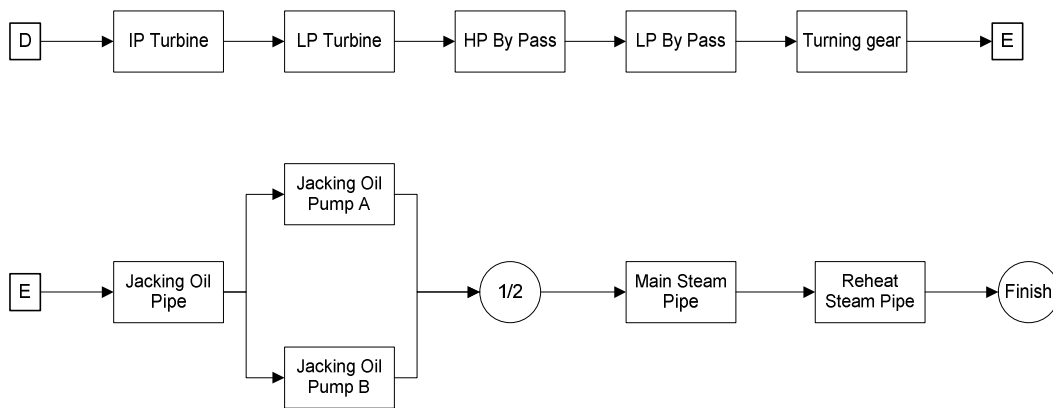 D
IP Turbine
LP Turbine
HP By Pass
LP By Pass
Turning gear
E
E
Jacking Oil
Pipe
Jacking Oil
Pump A
Jacking Oil
Pump B
1/2
Main Steam
Pipe
Reheat
Steam Pipe
Finish